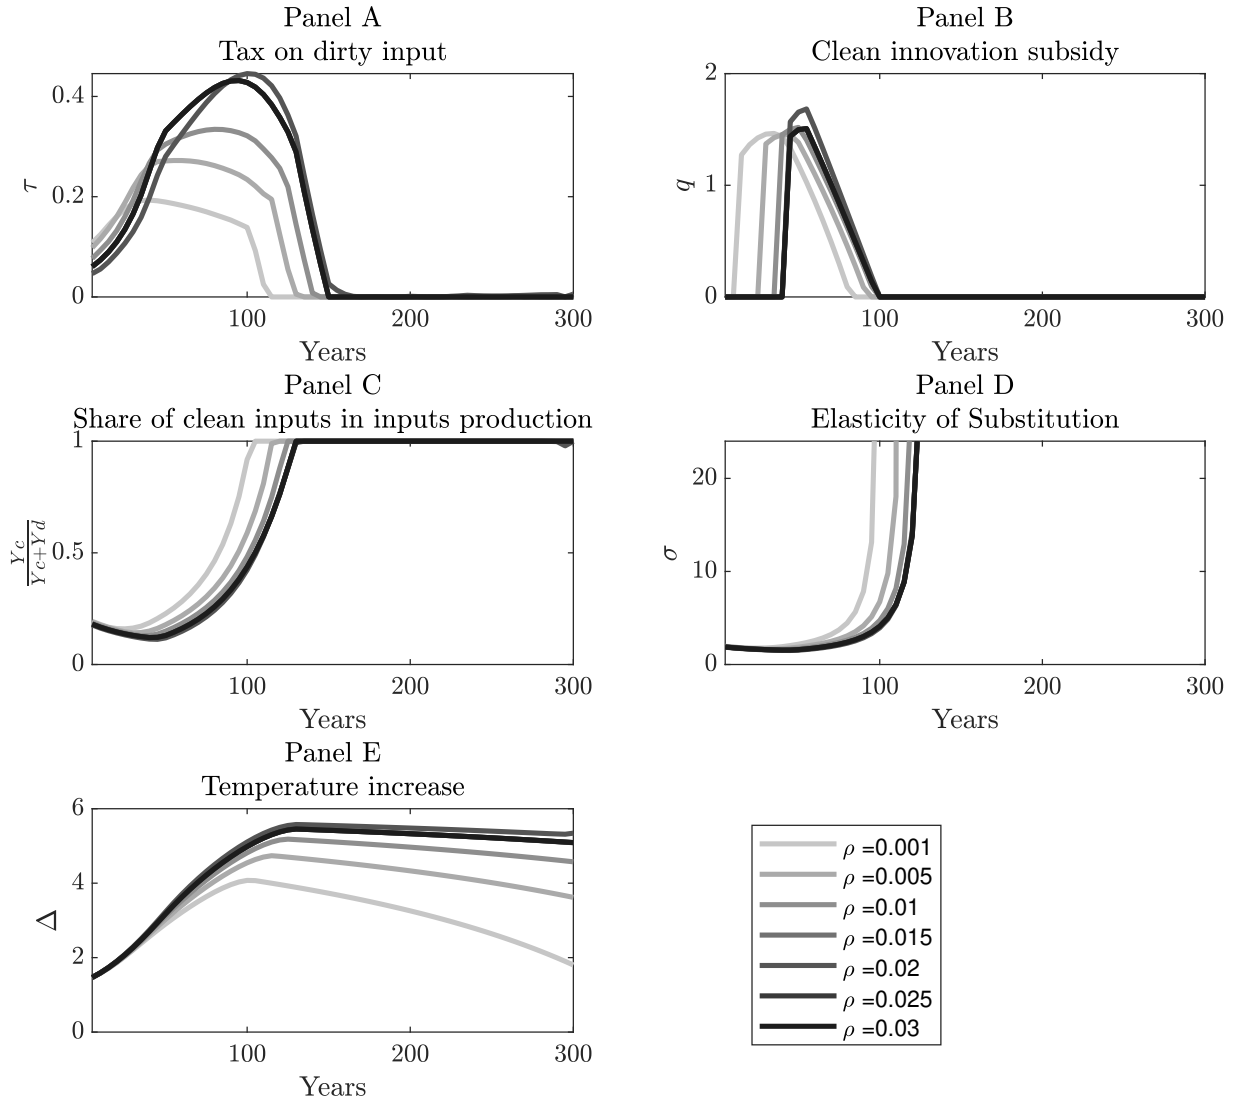 Panel A
Tax on dirty input
τ
0.4
0.2
0
100
200
300
Years
Panel B
Clean innovation subsidy
q
2
1
0
100
200
300
Years
Panel C
Share of clean inputs in inputs production
Yc
Yc+Yd
1
0.5
0
100
200
300
Years
Panel D
Elasticity of Substitution
σ
20
10
0
100
200
300
Years
Panel E
Temperature increase
Δ
6
4
2
0
100
200
300
Years
ρ =0.001
ρ =0.005
ρ =0.01
ρ =0.015
ρ =0.02
ρ =0.025
ρ =0.03